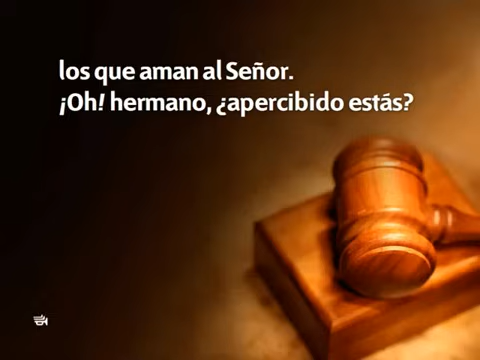 los que aman al Señor.
¡Oh! hermano, ¿apercibido estás?